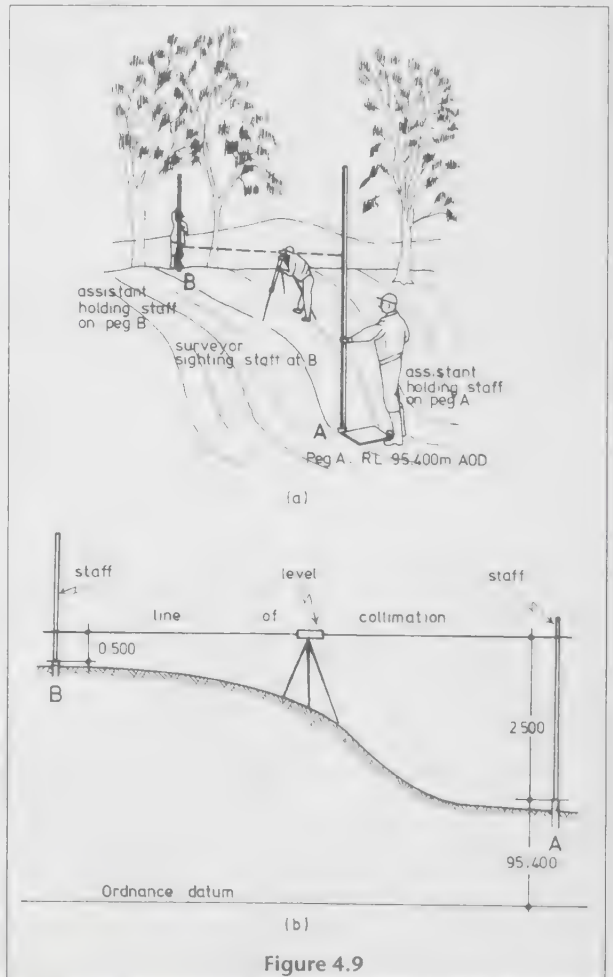 B
assistant
holding staff
on peg B
surveyor
sighting staff at B
assistant
holding staff
on peg A
A
Peg A. RL 95.400m AOD
(a)
staff
level
staff
line of collimation
0.500
B
2.500
A
95.400
Ordnance datum
(b)
Figure 4.9